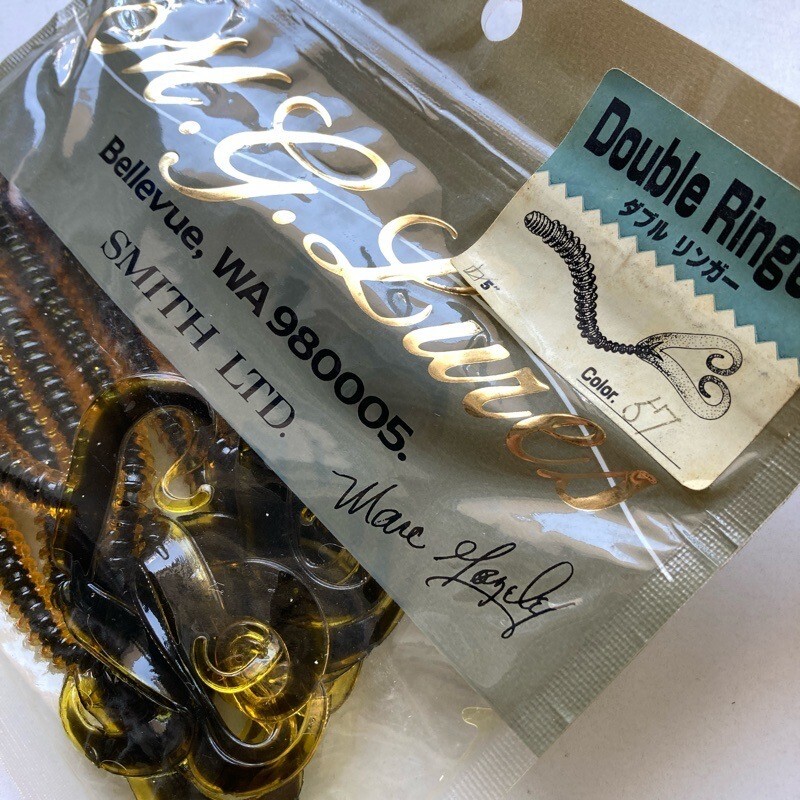 M.G. Lures
Bellevue, WA 980005.
SMITH LTD.
Marc Gozeley
Double Ringe
ダブル リンガー
5"
Color. 57